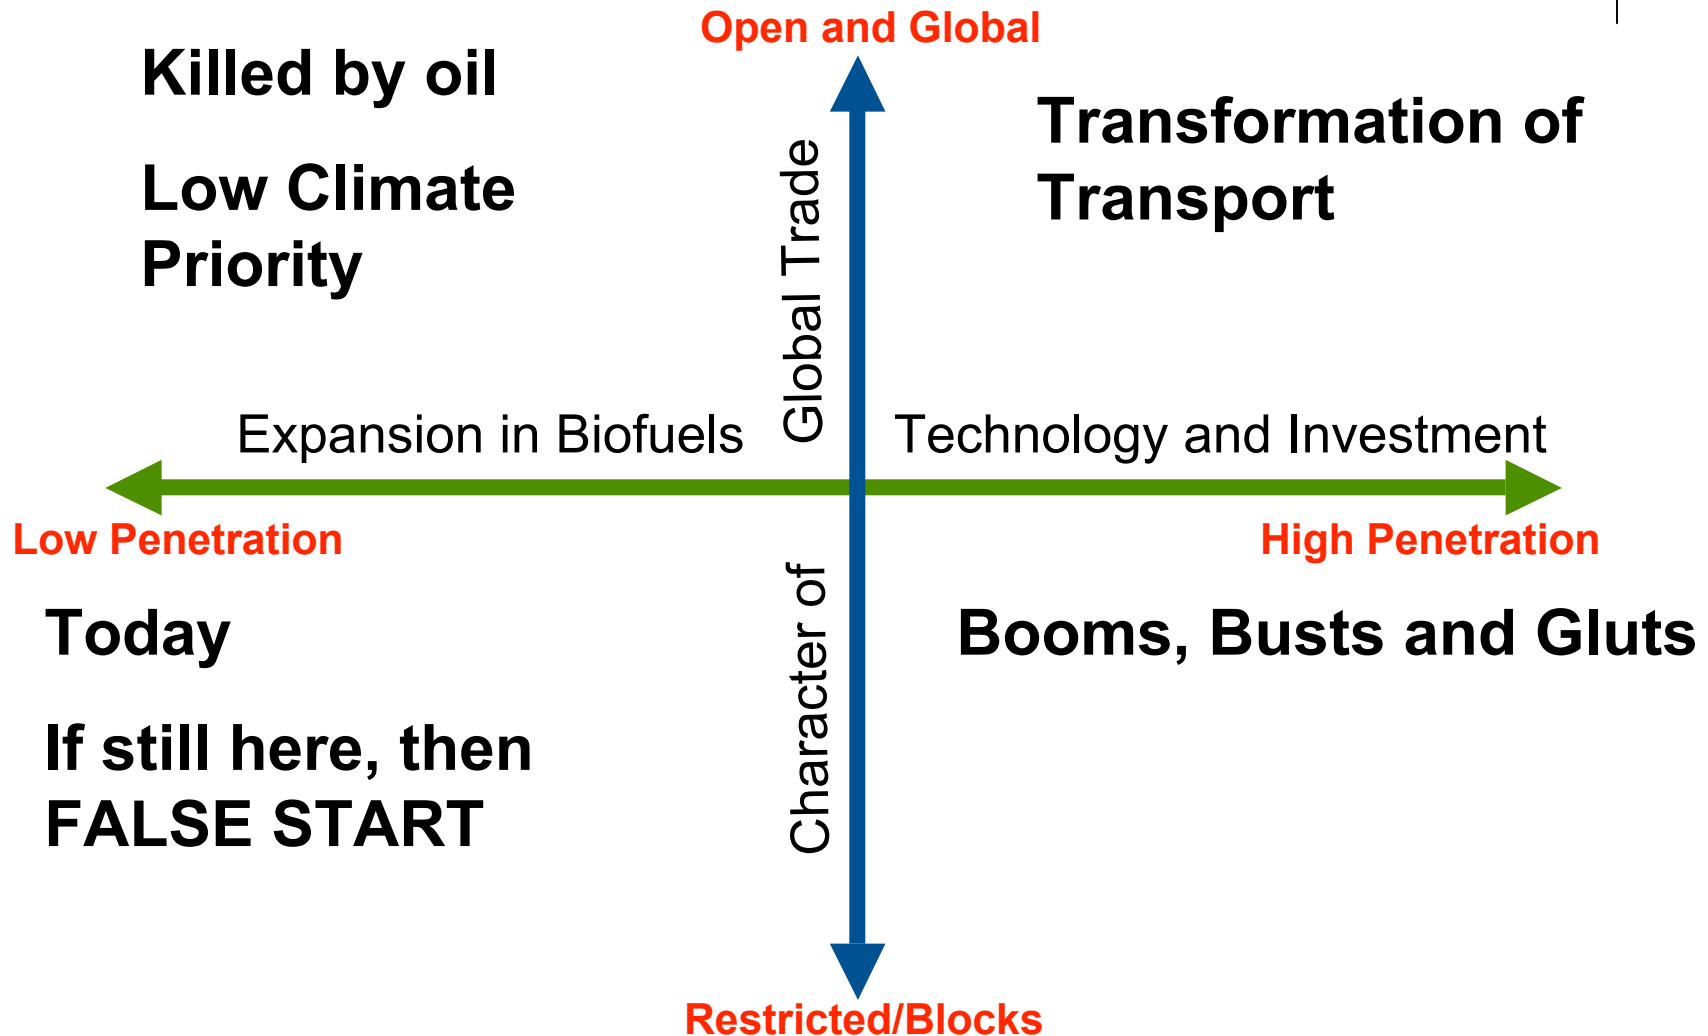 Open and Global
Killed by oil
Low Climate
Priority
Transformation of
Transport
Global Trade
Expansion in Biofuels
Technology and Investment
Low Penetration
High Penetration
Character of
Today
If still here, then
FALSE START
Booms, Busts and Gluts
Restricted/Blocks